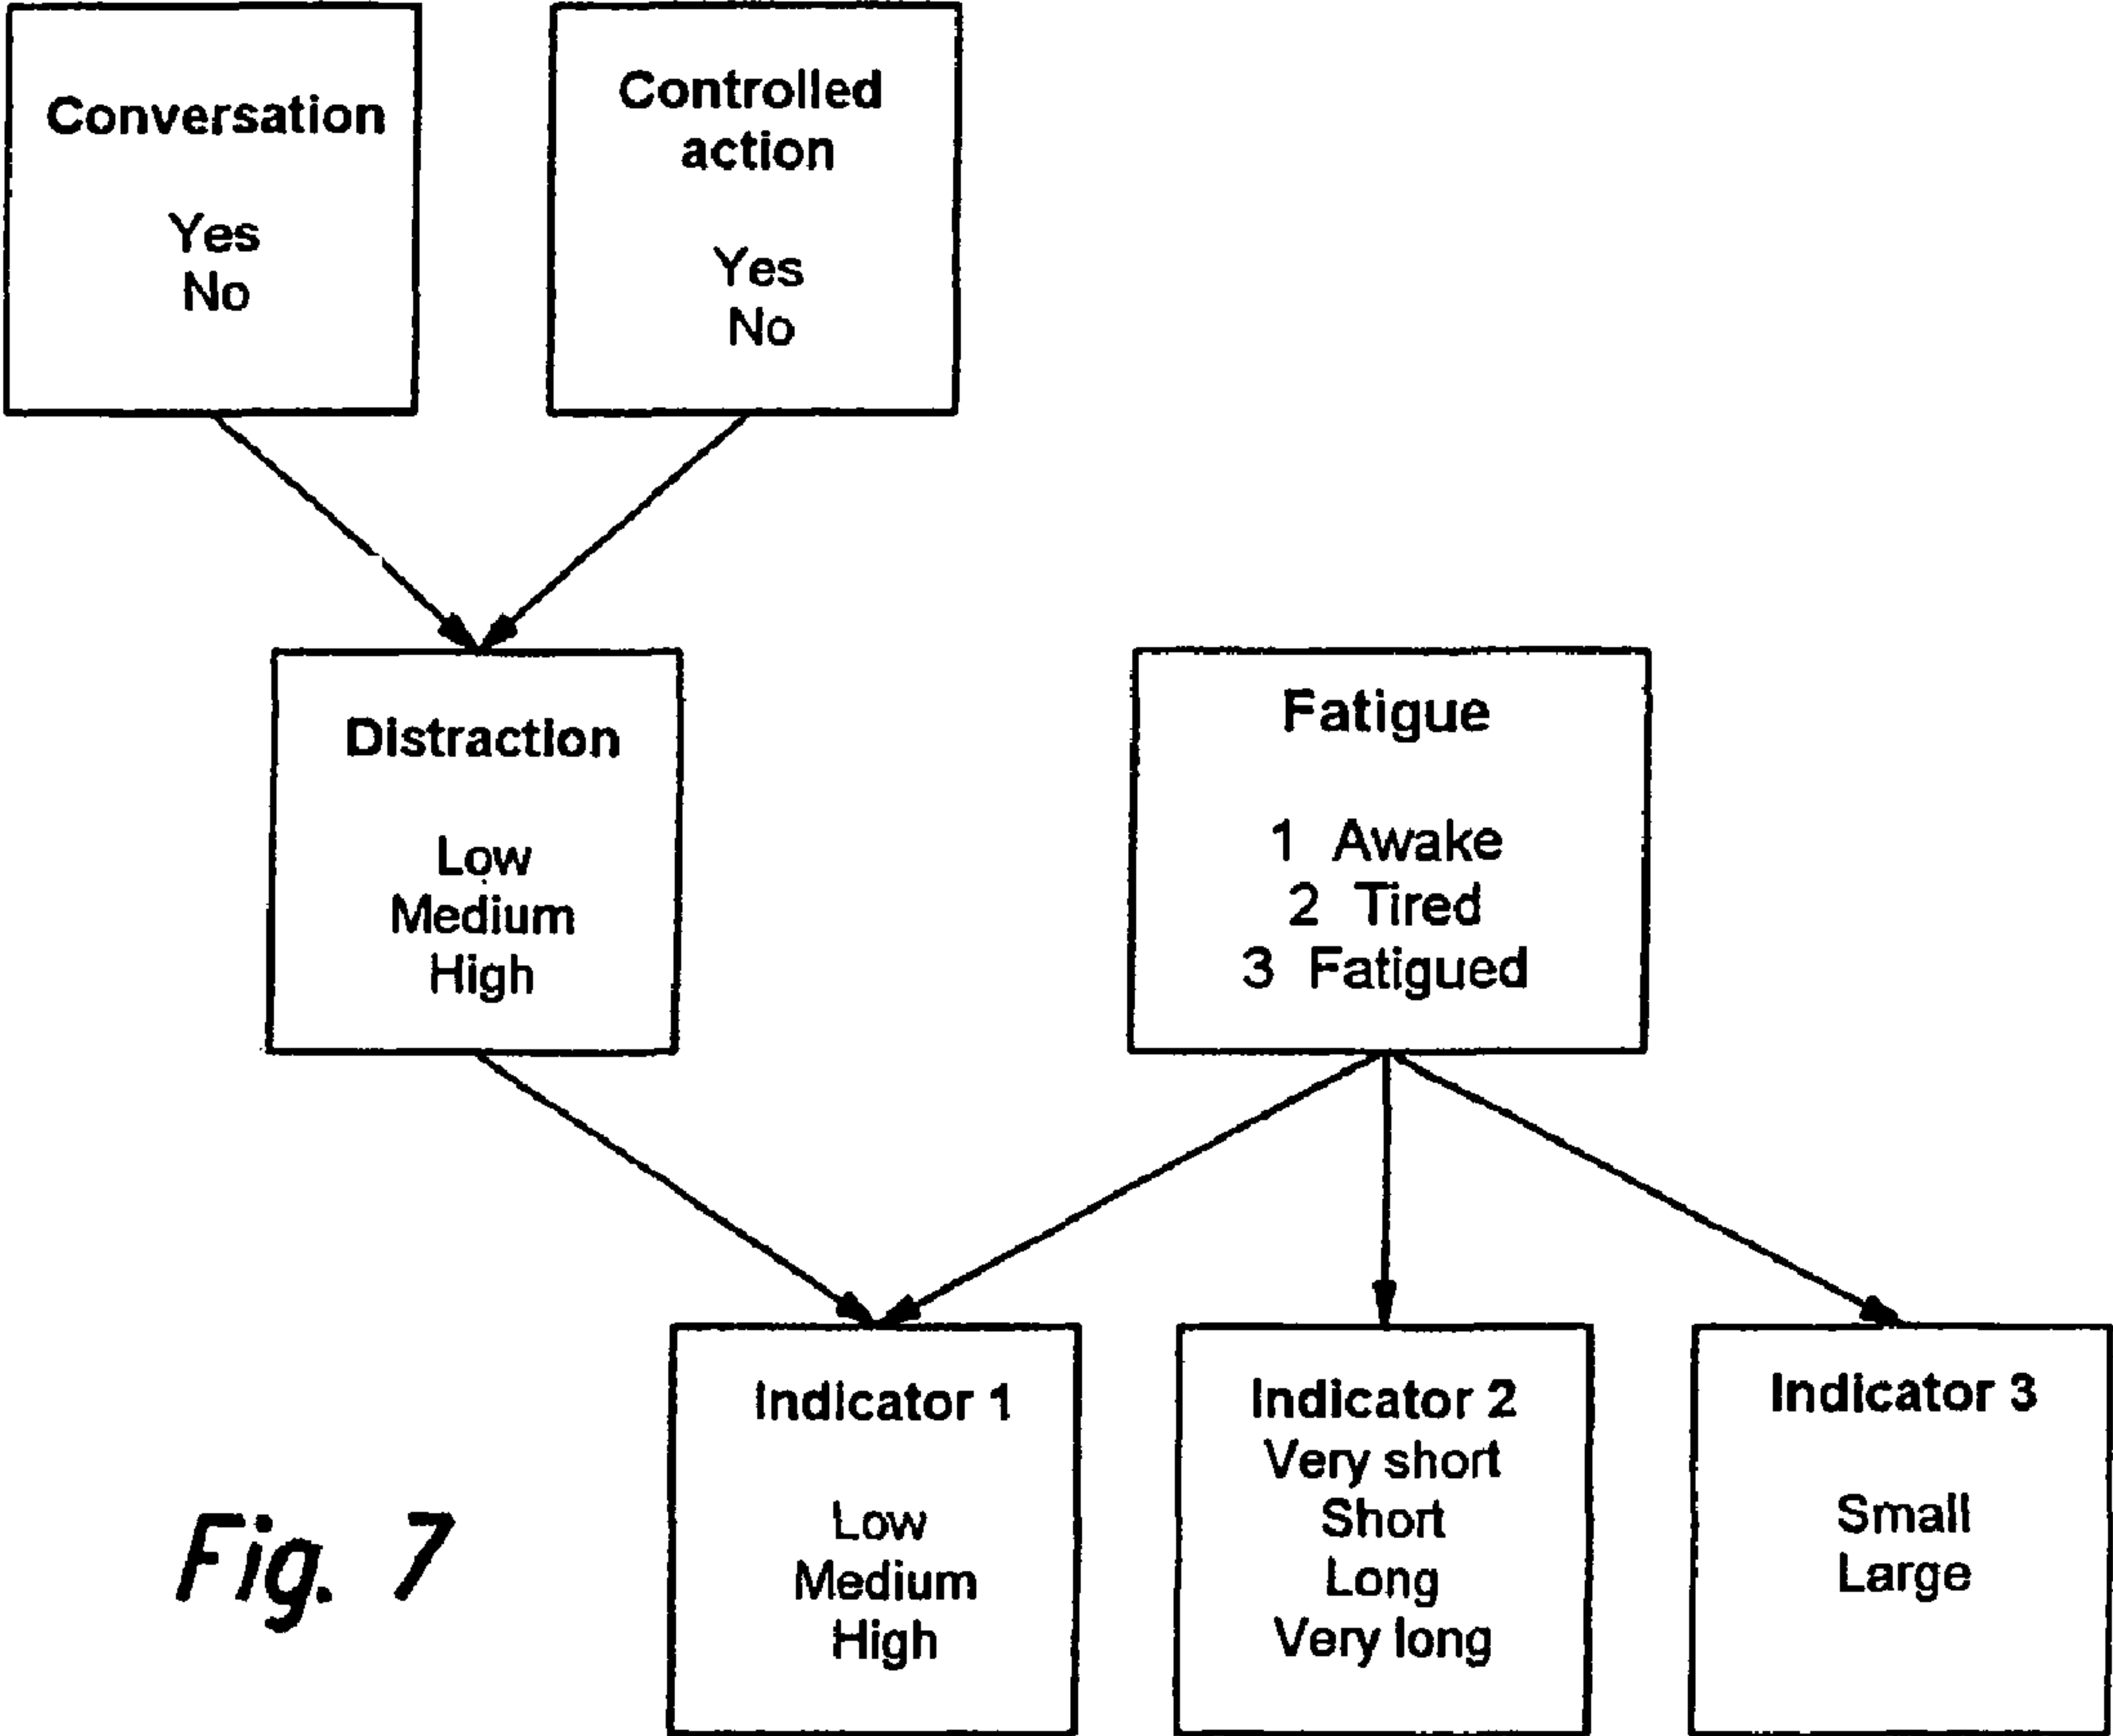 Conversation
Yes
No
Controlled
action
Yes
No
Distraction
Low
Medium
High
Fatigue
1 Awake
2 Tired
3 Fatigued
Indicator 1
Low
Medium
High
Indicator 2
Very short
Short
Long
Very long
Indicator 3
Small
Large
Fig. 7